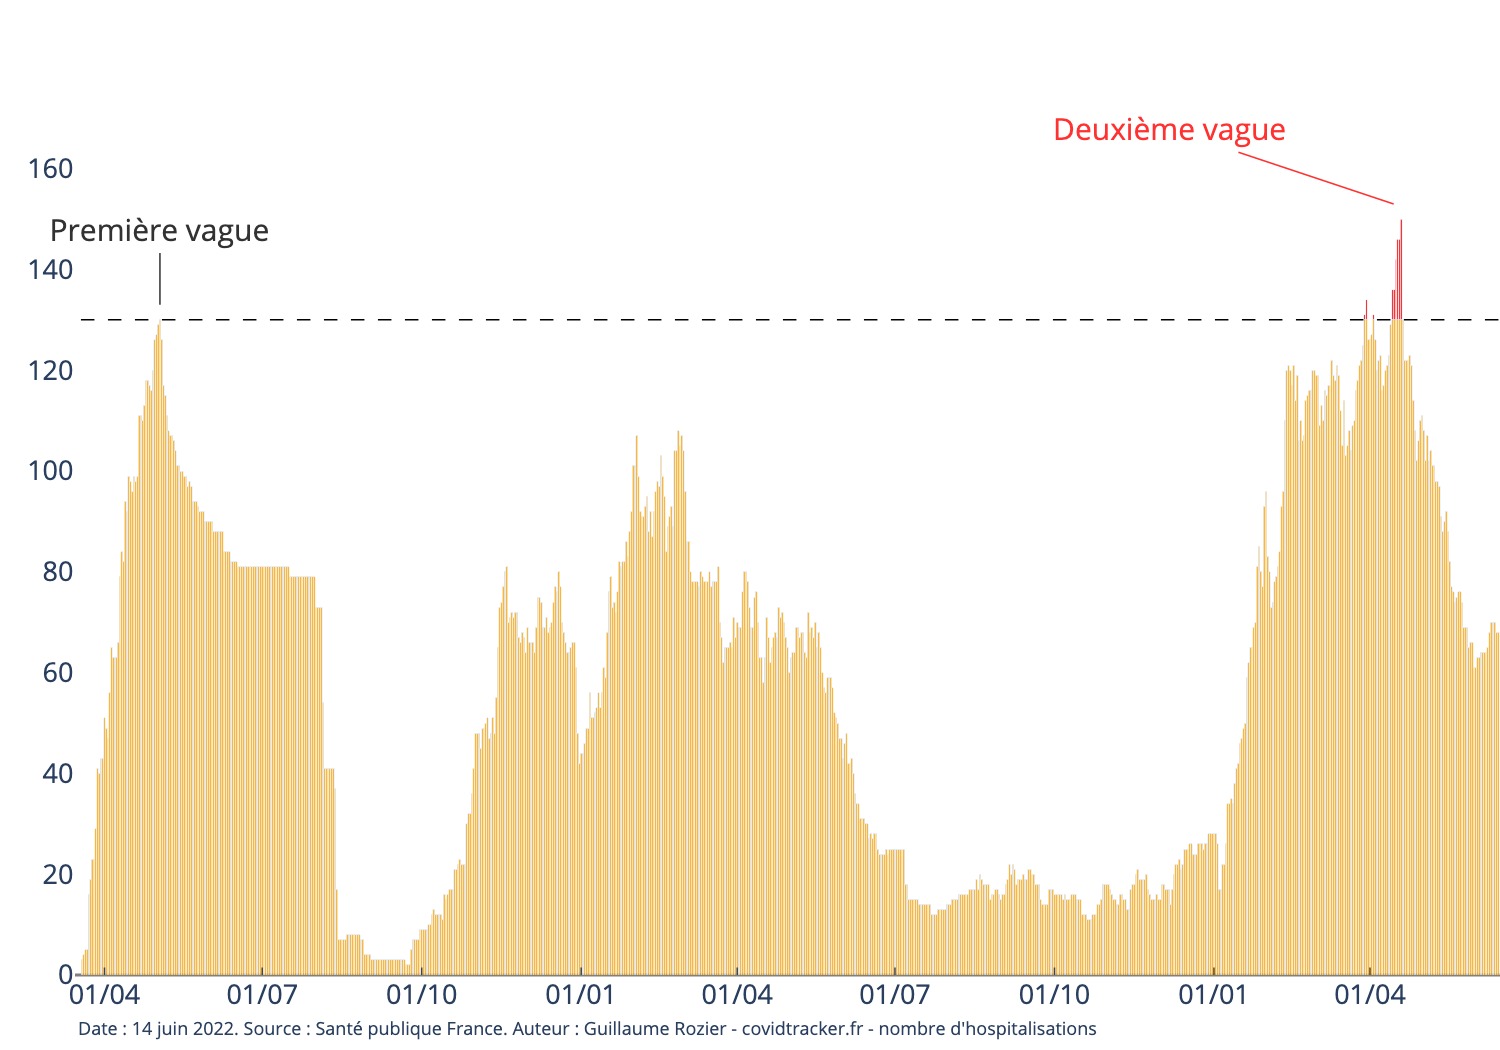 Deuxième vague
160
Première vague
140
120
100
80
60
40
20
0
01/04 01/07 01/10 01/01 01/04 01/07 01/10 01/01 01/04
Date : 14 juin 2022. Source : Santé publique France. Auteur : Guillaume Rozier - covidtracker.fr - nombre d'hospitalisations